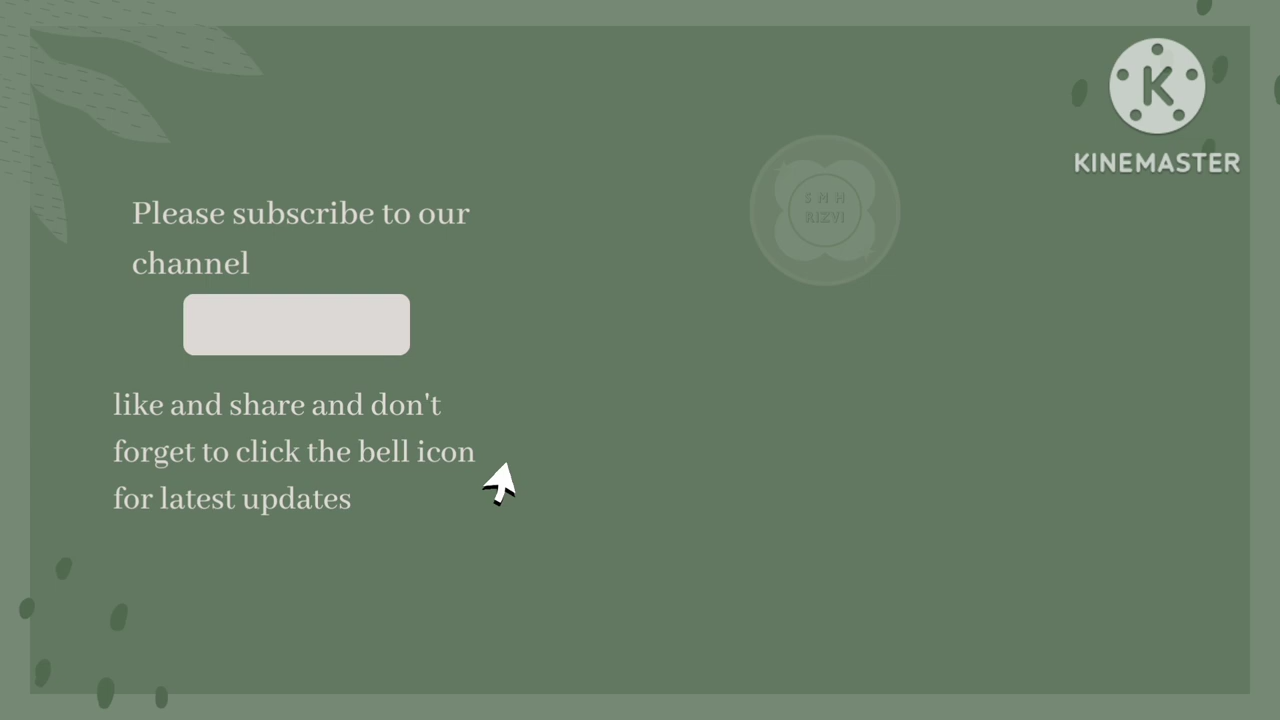 Please subscribe to our
channel
like and share and don't
forget to click the bell icon
for latest updates
S M H
RIZVI
K
KINEMASTER